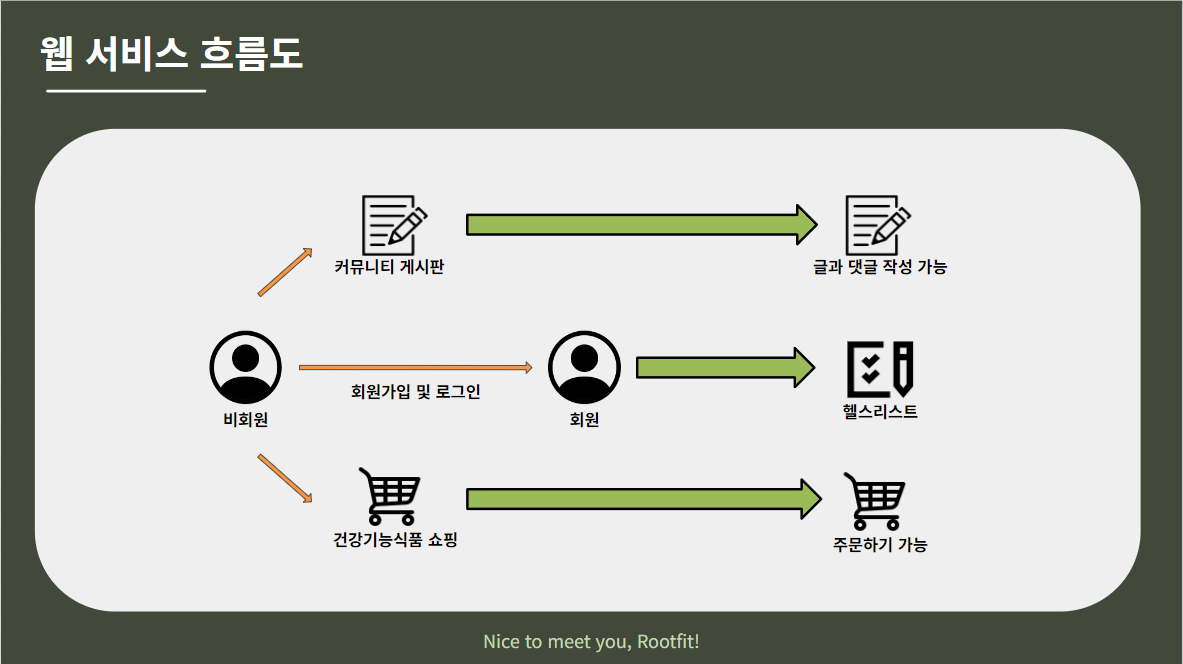 웹 서비스 흐름도
커뮤니티 게시판
글과 댓글 작성 가능
회원가입 및 로그인
비회원
회원
헬스리스트
건강기능식품 쇼핑
주문하기 가능
Nice to meet you, Rootfit!